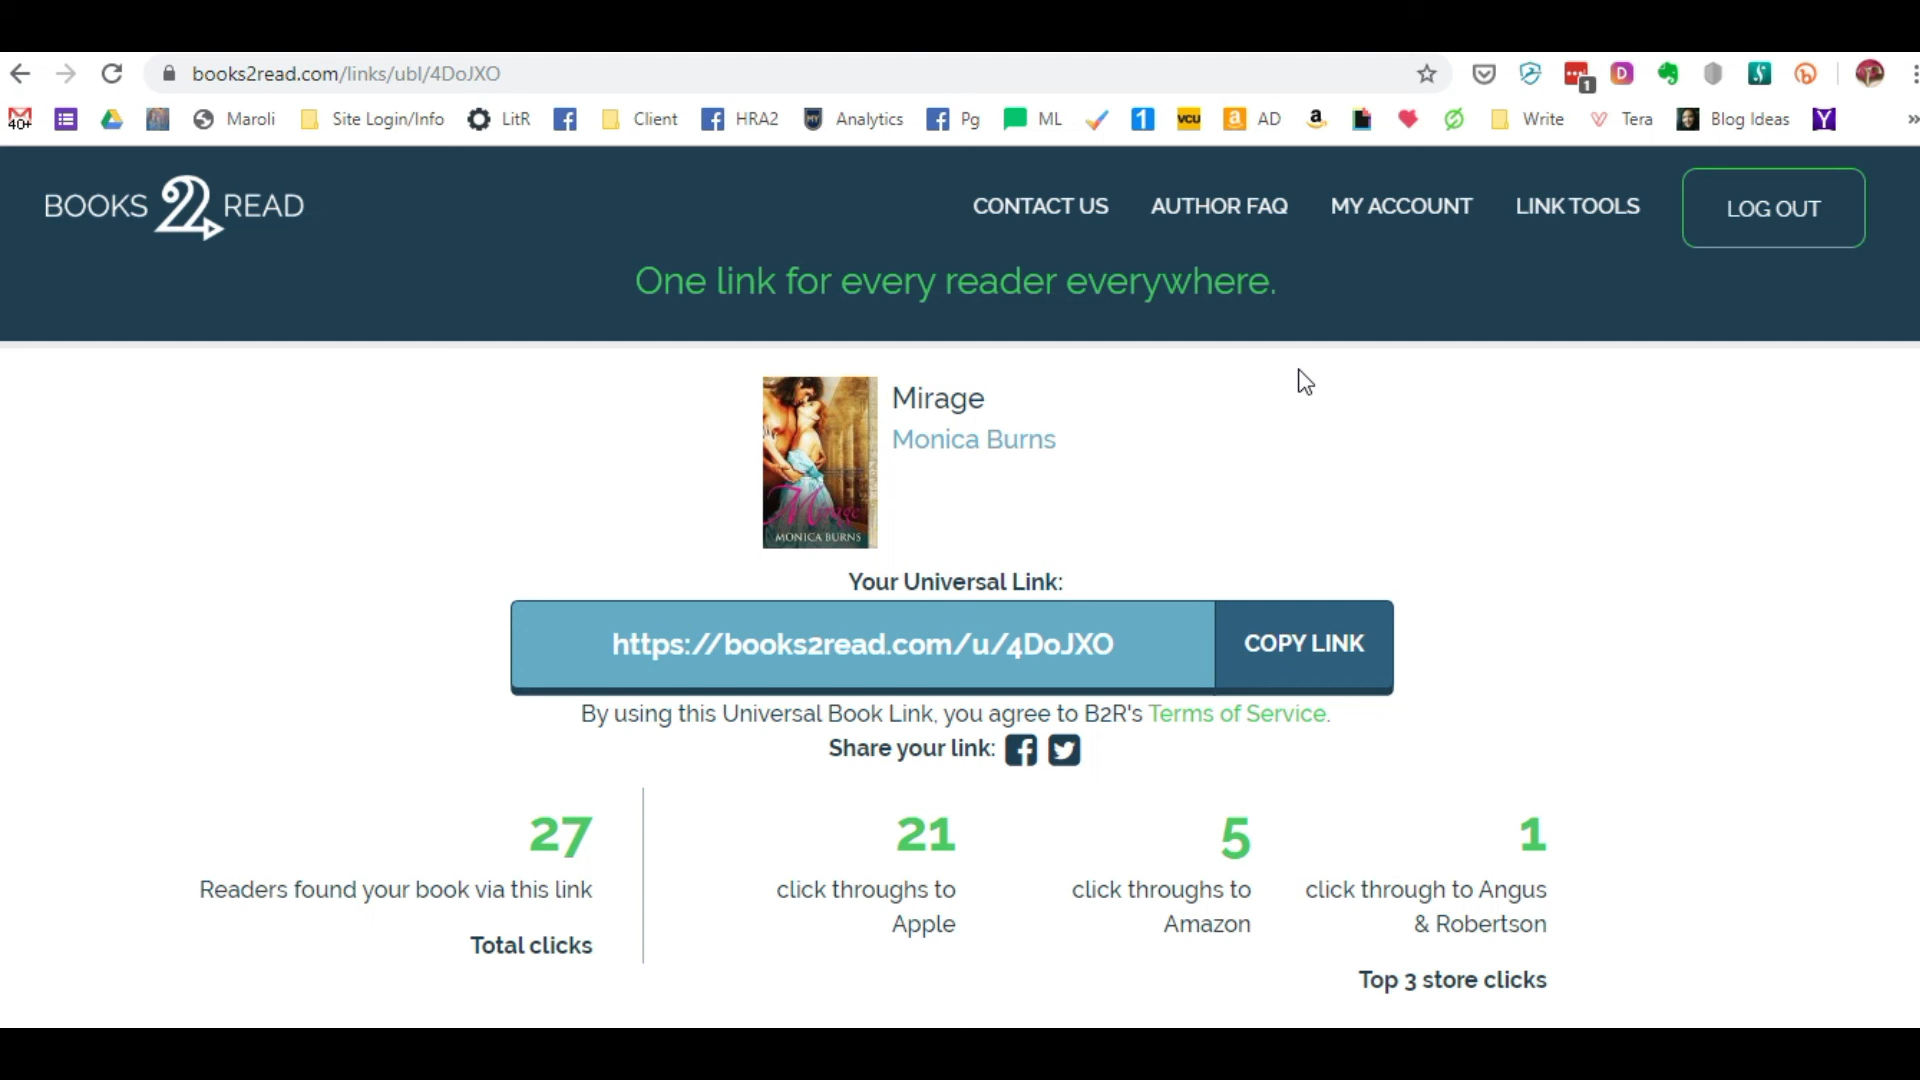 books2read.com/links/ubl/4DoJXO
1
40+
Maroli Site Login/Info LitR Client HRA2 Analytics Pg ML 1 VCU AD Write Tera Blog Ideas
BOOKS 2 READ
CONTACT US AUTHOR FAQ MY ACCOUNT LINK TOOLS LOG OUT
One link for every reader everywhere.
Mirage
Monica Burns
Mirage
MONICA BURNS
Your Universal Link:
https://books2read.com/u/4DoJXO COPY LINK
By using this Universal Book Link, you agree to B2R's Terms of Service.
Share your link:
27 21 5 1
Readers found your book via this link click throughs to click throughs to click through to Angus
Apple Amazon & Robertson
Total clicks
Top 3 store clicks